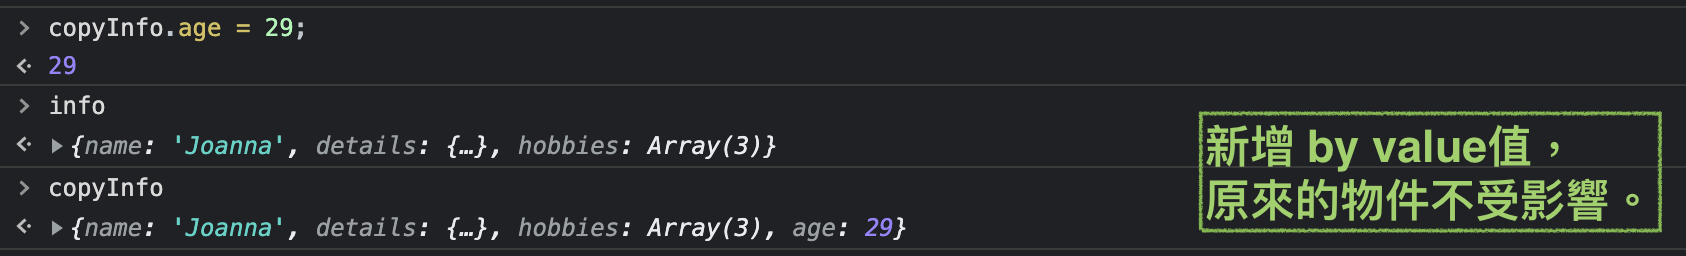 > copyInfo.age = 29;
29
> info
{name: 'Joanna', details: {…}, hobbies: Array(3)}
> copyInfo
{name: 'Joanna', details: {…}, hobbies: Array(3), age: 29}
新增 by value值，
原來的物件不受影響。